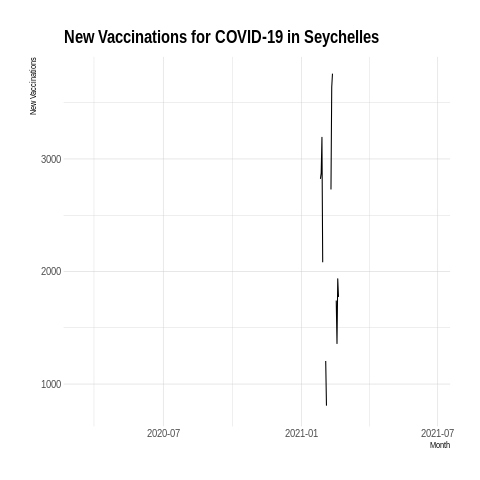 New Vaccinations for COVID-19 in Seychelles
New Vaccinations
3000
2000
1000
2020-07
2021-01
2021-07
Month